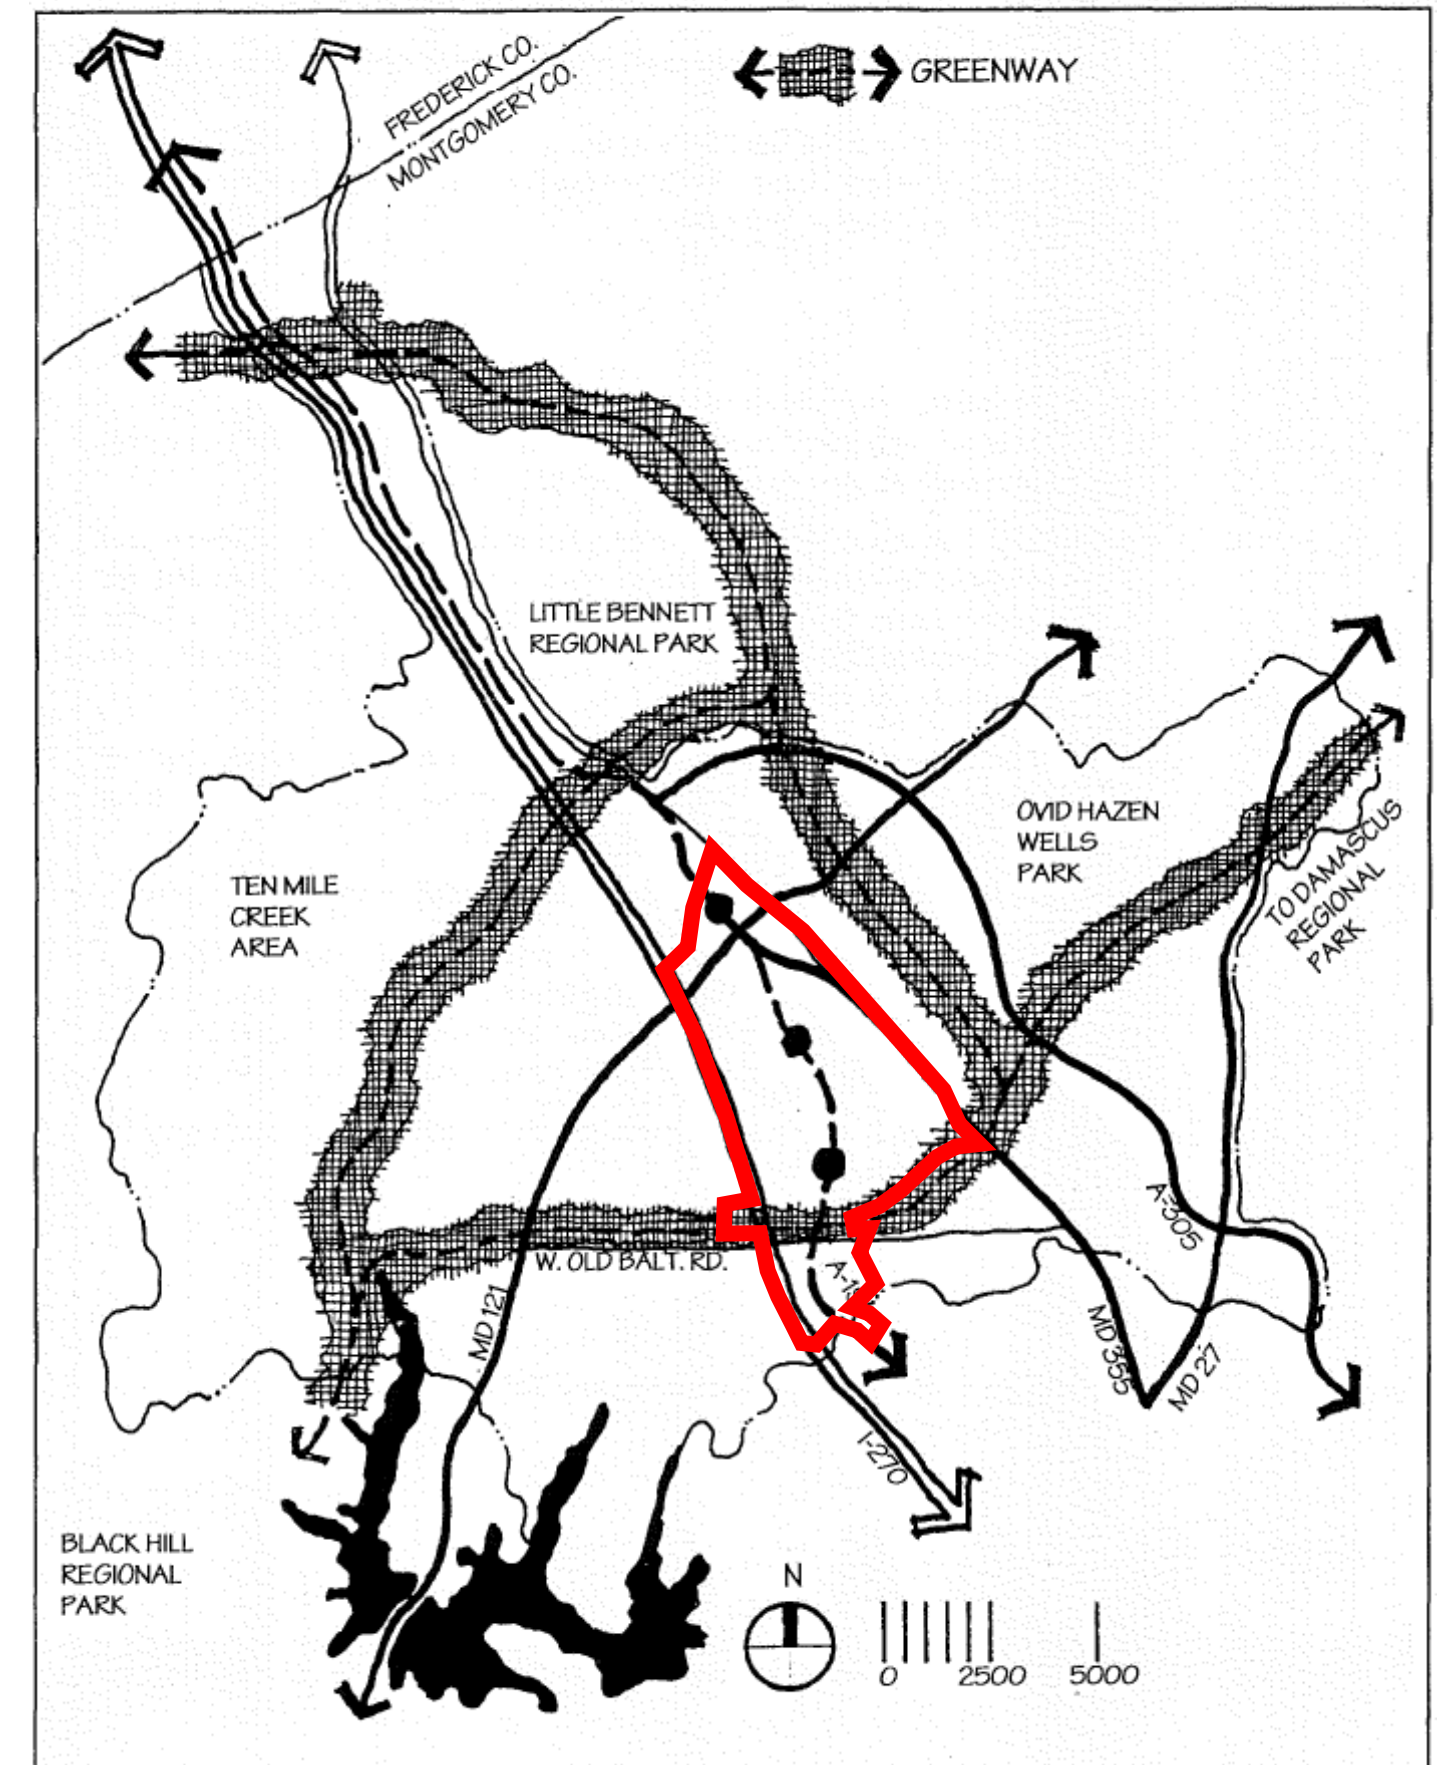 FREDERICK CO.
MONTGOMERY CO.
GREENWAY
LITTLE BENNETT
REGIONAL PARK
OVID HAZEN
WELLS
PARK
TO DAMASCUS
REGIONAL
PARK
TEN MILE
CREEK
AREA
W. OLD BALT. RD.
MD 121
A-305
MD 355
MD 27
I-270
BLACK HILL
REGIONAL
PARK
N
0 2500 5000